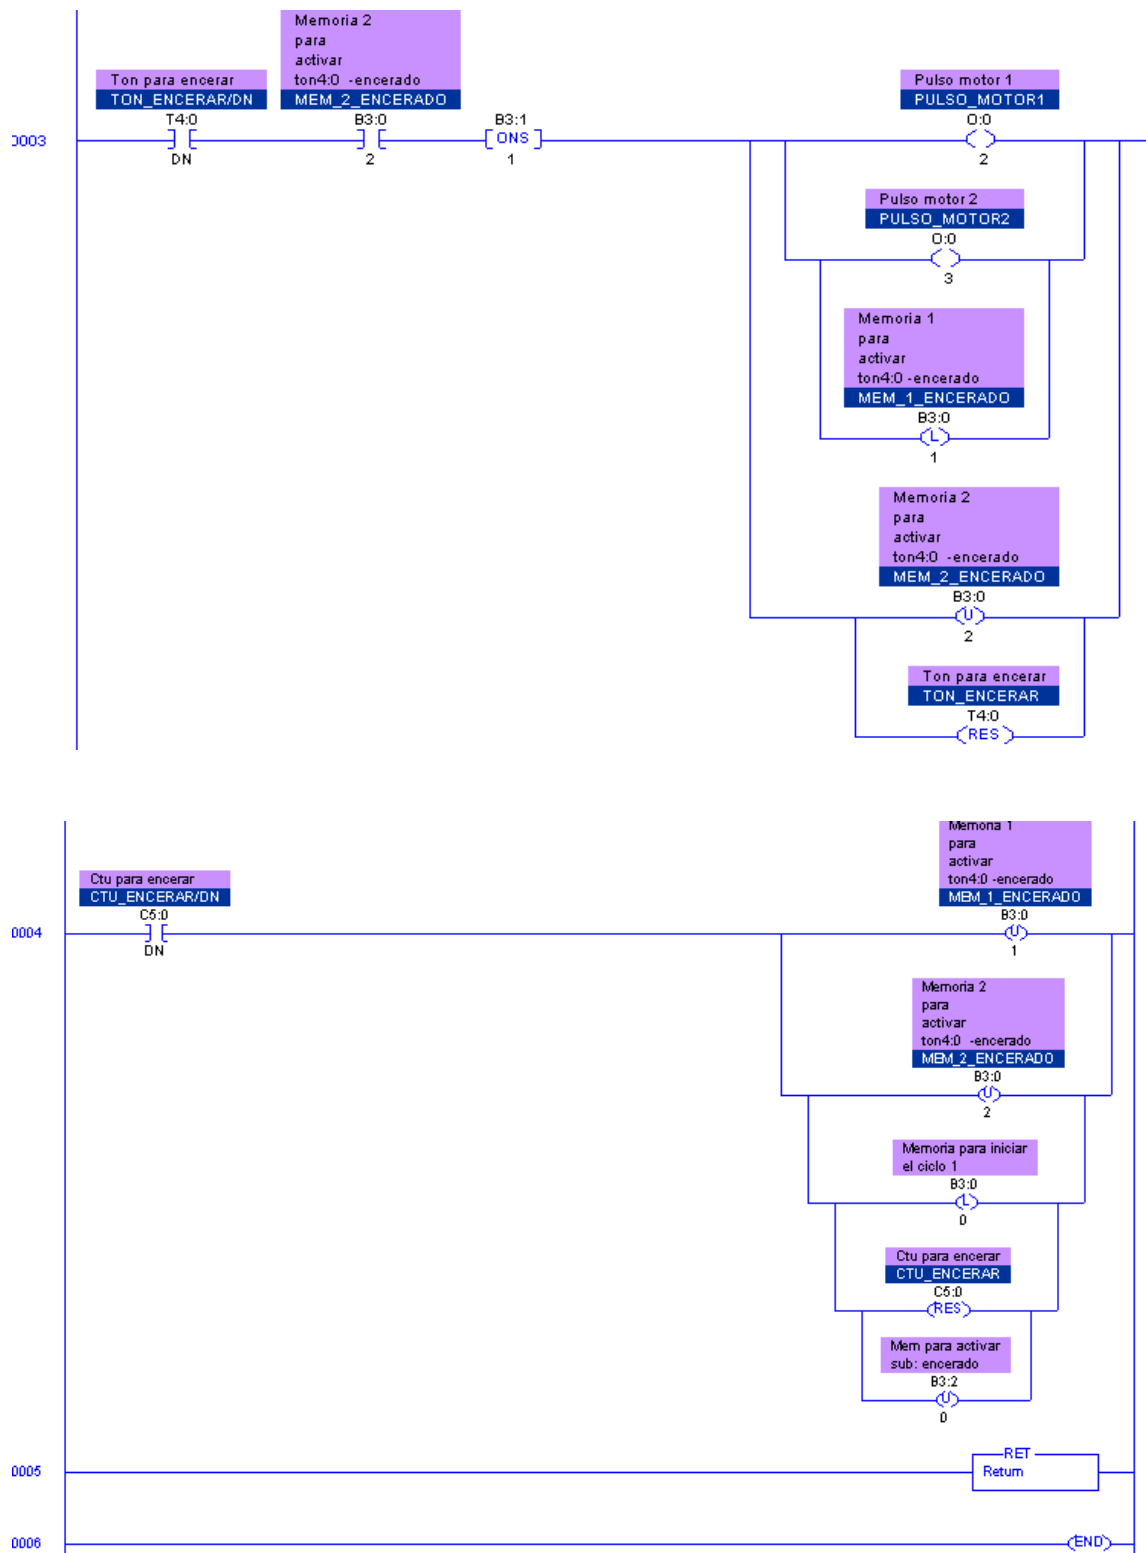 Memoria 2
para
activar
Ton para encerar
ton4:0 -encerado
Pulso motor 1
TON_ENCERAR/DN
MEM_2_ENCERADO
PULSO_MOTOR1
T4:0
B3:0
B3:1
O:0
0003
ONS
DN
2
1
2
Pulso motor 2
PULSO_MOTOR2
O:0
3
Memoria 1
para
activar
ton4:0 -encerado
MEM_1_ENCERADO
B3:0
L
1
Memoria 2
para
activar
ton4:0 -encerado
MEM_2_ENCERADO
B3:0
U
2
Ton para encerar
TON_ENCERAR
T4:0
RES
Memoria 1
para
activar
Ctu para encerar
ton4:0 -encerado
CTU_ENCERAR/DN
MEM_1_ENCERADO
C5:0
B3:0
0004
U
DN
1
Memoria 2
para
activar
ton4:0 -encerado
MEM_2_ENCERADO
B3:0
U
2
Memoria para iniciar
el ciclo 1
B3:0
L
0
Ctu para encerar
CTU_ENCERAR
C5:0
RES
Mem para activar
sub: encerado
B3:2
U
0
RET
0005
Return
0006
END